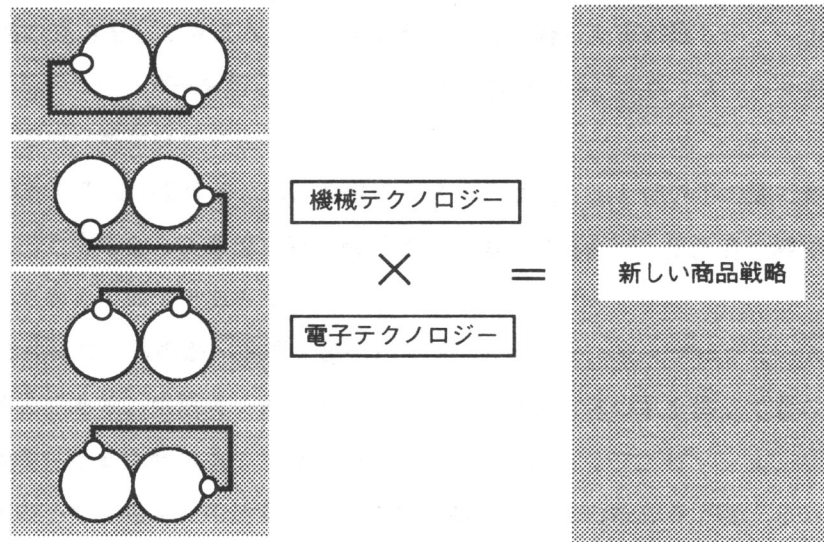 機械テクノロジー
×
=
電子テクノロジー
新しい商品戦略